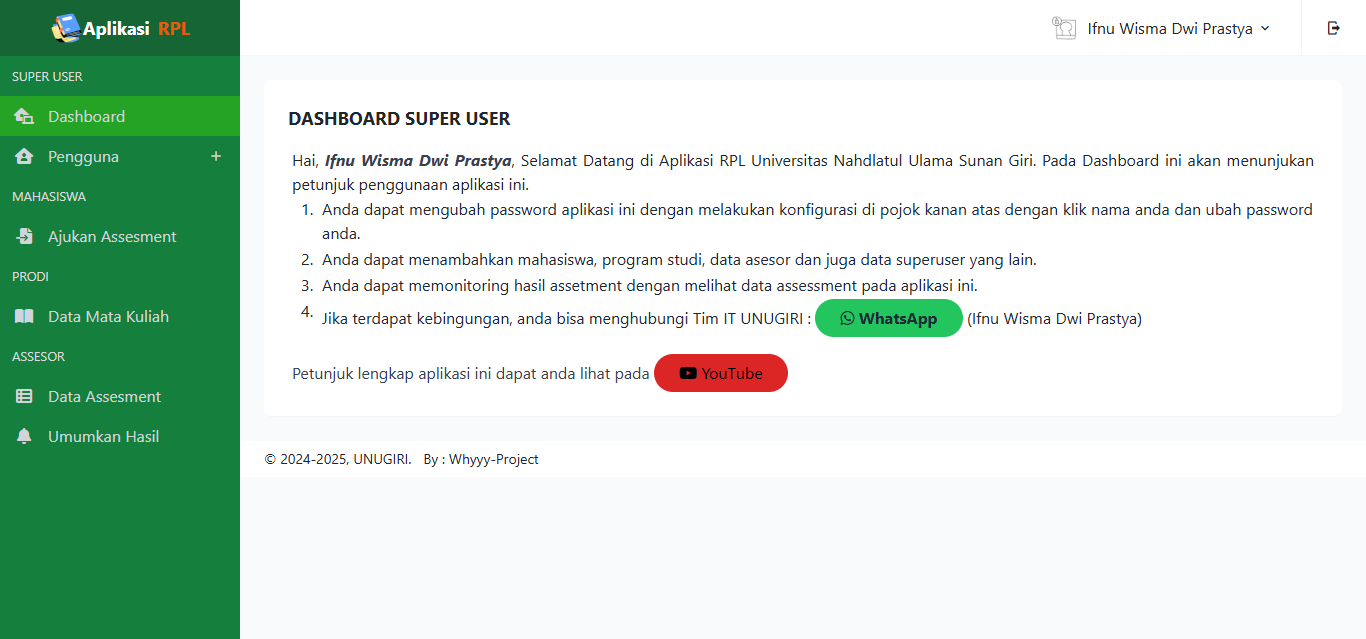 Aplikasi RPL
Ifnu Wisma Dwi Prastya
SUPER USER
Dashboard
Pengguna +
MAHASISWA
Ajukan Assesment
PRODI
Data Mata Kuliah
ASSESOR
Data Assesment
Umumkan Hasil
DASHBOARD SUPER USER
Hai, Ifnu Wisma Dwi Prastya, Selamat Datang di Aplikasi RPL Universitas Nahdlatul Ulama Sunan Giri. Pada Dashboard ini akan menunjukan
petunjuk penggunaan aplikasi ini.
1. Anda dapat mengubah password aplikasi ini dengan melakukan konfigurasi di pojok kanan atas dengan klik nama anda dan ubah password
anda.
2. Anda dapat menambahkan mahasiswa, program studi, data asesor dan juga data superuser yang lain.
3. Anda dapat memonitoring hasil assetment dengan melihat data assessment pada aplikasi ini.
4. Jika terdapat kebingungan, anda bisa menghubungi Tim IT UNUGIRI : WhatsApp (Ifnu Wisma Dwi Prastya)
Petunjuk lengkap aplikasi ini dapat anda lihat pada YouTube
© 2024-2025, UNUGIRI. By : Whyyy-Project